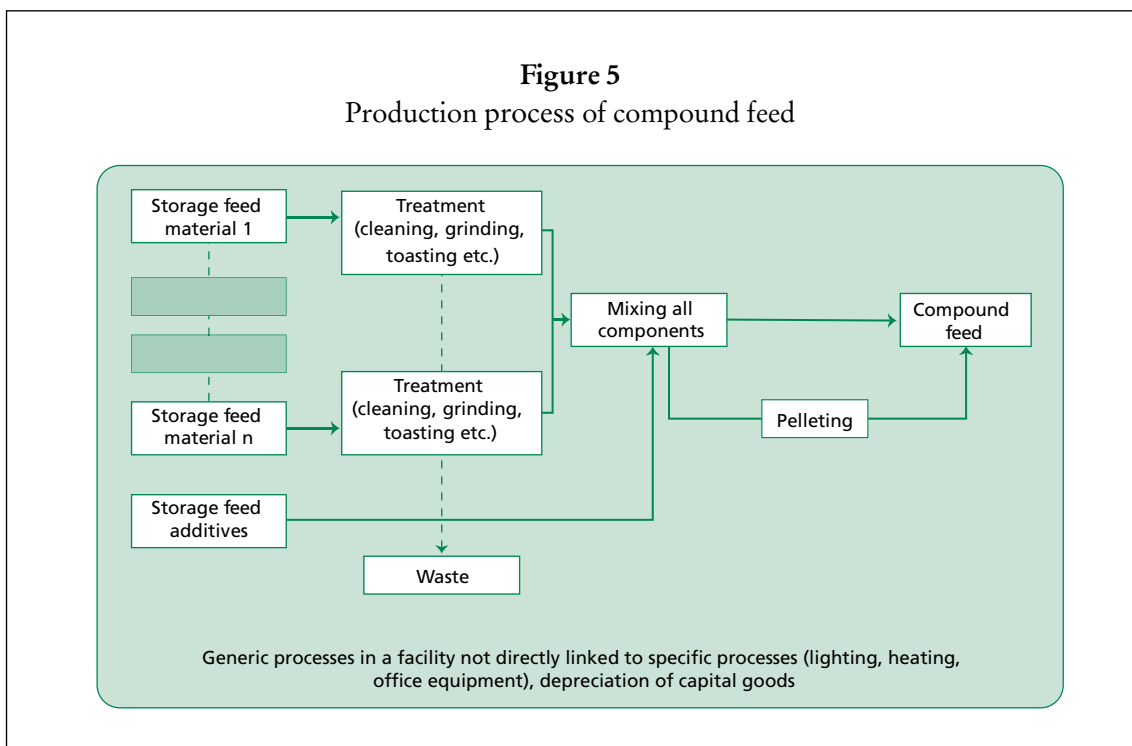 Figure 5
Production process of compound feed
Storage feed
material 1
Treatment
(cleaning, grinding,
toasting etc.)
Mixing all
components
Compound
feed
Treatment
(cleaning, grinding,
toasting etc.)
Storage feed
material n
Pelleting
Storage feed
additives
Waste
Generic processes in a facility not directly linked to specific processes (lighting, heating,
office equipment), depreciation of capital goods